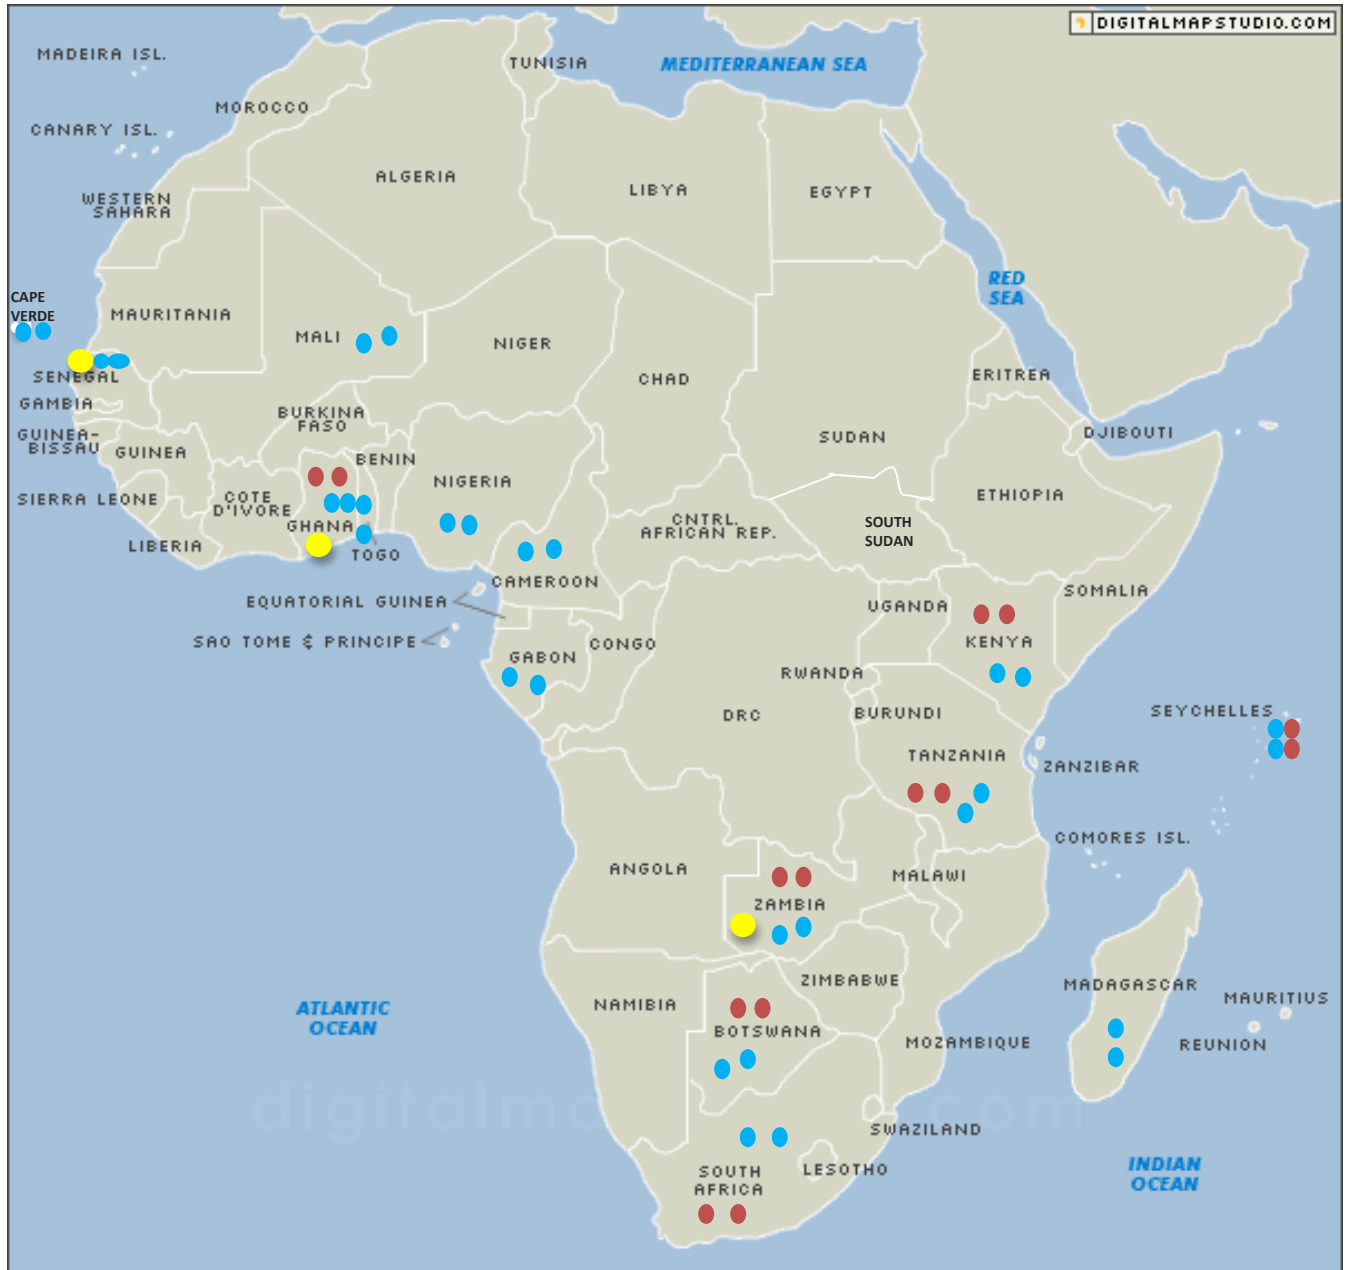 DIGITALMAPSTUDIO.COM
MADEIRA ISL.
TUNISIA
MEDITERRANEAN SEA
MOROCCO
CANARY ISL.
ALGERIA
LIBYA
EGYPT
WESTERN
SAHARA
RED
SEA
CAPE
VERDE
MAURITANIA
MALI
NIGER
CHAD
ERITREA
SENEGAL
GAMBIA
BURKINA
FASO
GUINEA-
BISSAU
GUINEA
BENIN
SUDAN
DJIBOUTI
NIGERIA
ETHIOPIA
SIERRA LEONE
COTE
D'IVORE
GHANA
CNTRL.
AFRICAN REP.
SOUTH
SUDAN
LIBERIA
TOGO
CAMEROON
SOMALIA
EQUATORIAL GUINEA
UGANDA
SAO TOME & PRINCIPE
CONGO
KENYA
GABON
RWANDA
DRC
BURUNDI
SEYCHELLES
TANZANIA
ZANZIBAR
COMORES ISL.
ANGOLA
MALAWI
ZAMBIA
ZIMBABWE
MADAGASCAR
MAURITIUS
NAMIBIA
ATLANTIC
OCEAN
BOTSWANA
MOZAMBIQUE
REUNION
SWAZILAND
SOUTH
AFRICA
LESOTHO
INDIAN
OCEAN